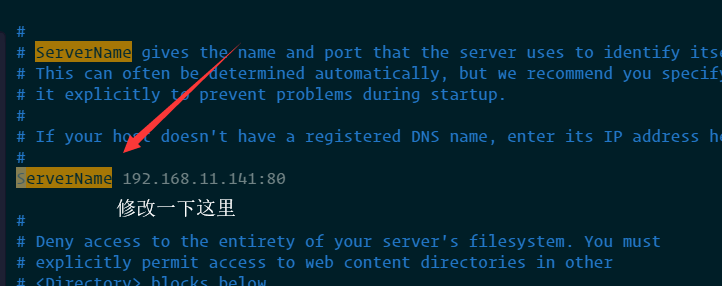 #
# ServerName gives the name and port that the server uses to identify itse
# This can often be determined automatically, but we recommend you specify
# it explicitly to prevent problems during startup.
#
# If your host doesn't have a registered DNS name, enter its IP address he
#
ServerName 192.168.11.141:80
修改一下这里
#
# Deny access to the entirety of your server's filesystem. You must
# explicitly permit access to web content directories in other
# <Directory> blocks below